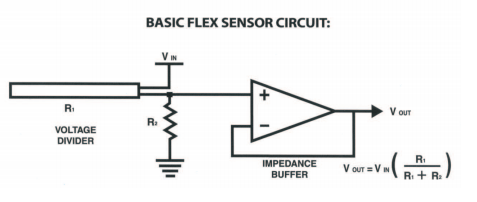 BASIC FLEX SENSOR CIRCUIT:
V IN
R1
VOLTAGE
DIVIDER
R2
+
−
V OUT
IMPEDANCE
BUFFER
V OUT = V IN ( R1 / R1 + R2 )